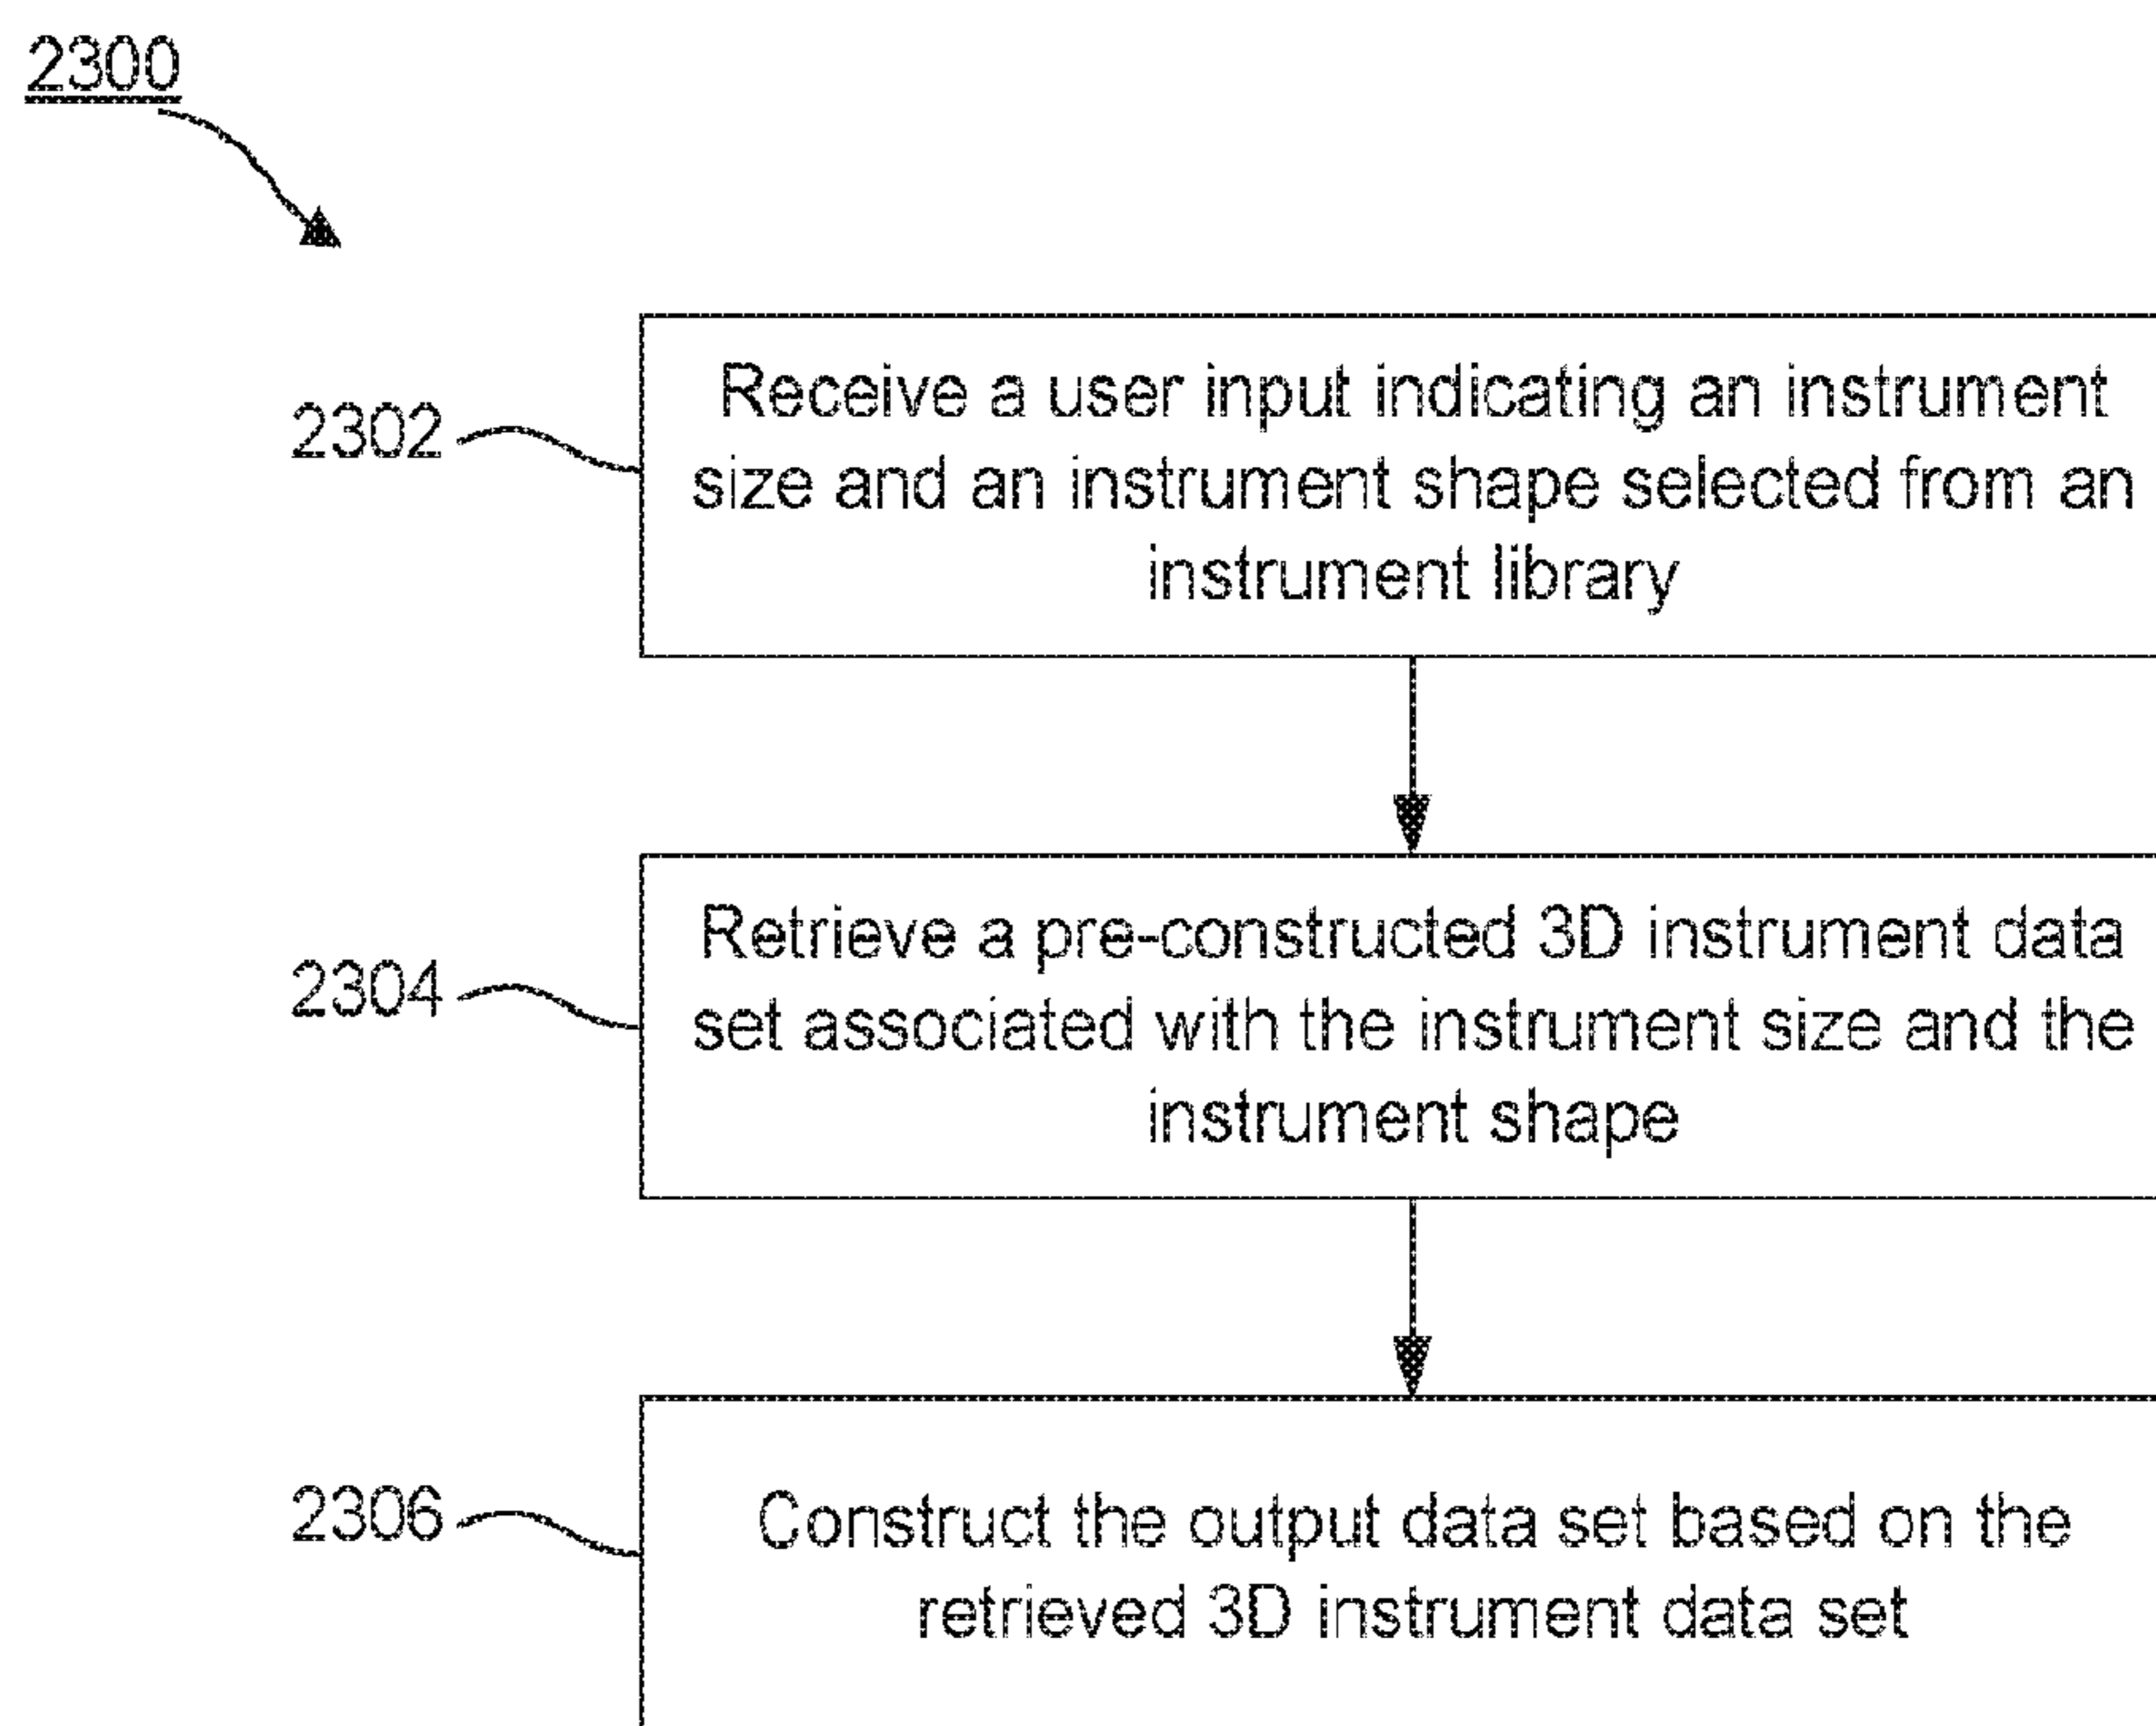 2300
2302
Receive a user input indicating an instrument
size and an instrument shape selected from an
instrument library
2304
Retrieve a pre-constructed 3D instrument data
set associated with the instrument size and the
instrument shape
2306
Construct the output data set based on the
retrieved 3D instrument data set